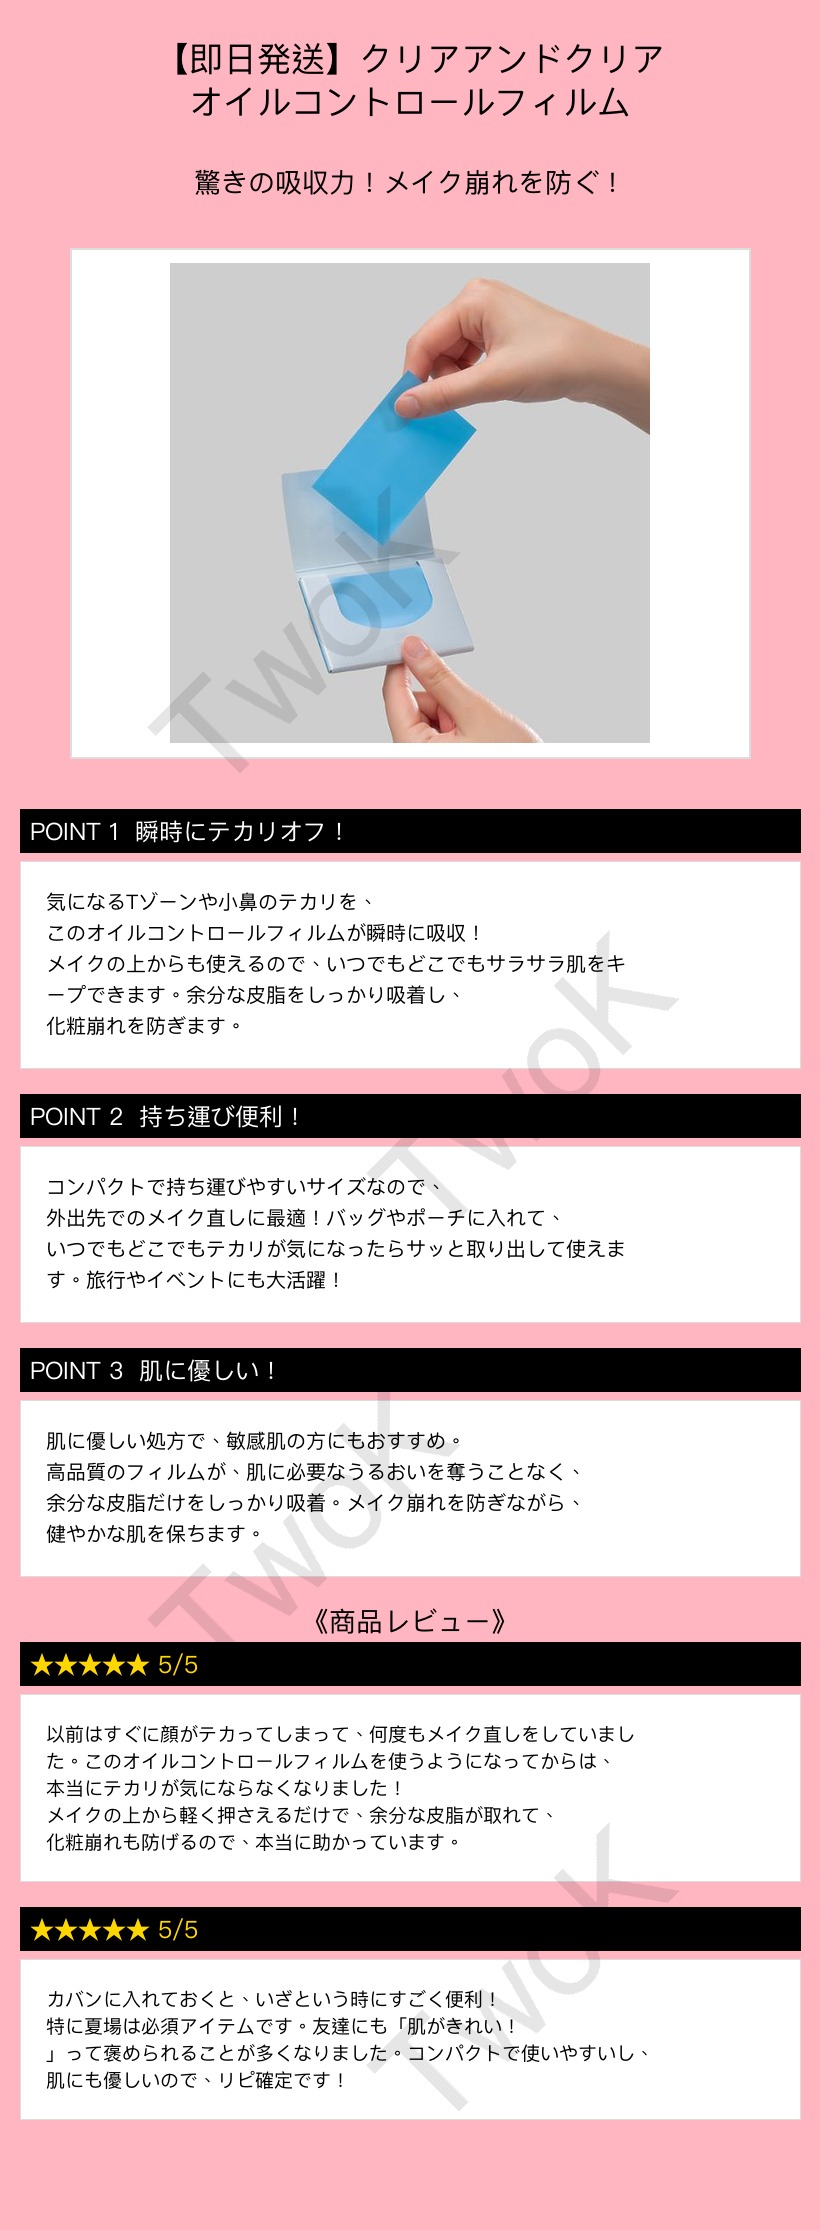 【即日発送】クリアアンドクリア
オイルコントロールフィルム
驚きの吸収力！メイク崩れを防ぐ！
TwoK
POINT 1 瞬時にテカリオフ！
気になるTゾーンや小鼻のテカリを、
このオイルコントロールフィルムが瞬時に吸収！
メイクの上からも使えるので、いつでもどこでもサラサラ肌をキ
ープできます。余分な皮脂をしっかり吸着し、
化粧崩れを防ぎます。
TwoK
POINT 2 持ち運び便利！
コンパクトで持ち運びやすいサイズなので、
外出先でのメイク直しに最適！バッグやポーチに入れて、
いつでもどこでもテカリが気になったらサッと取り出して使えま
す。旅行やイベントにも大活躍！
POINT 3 肌に優しい！
肌に優しい処方で、敏感肌の方にもおすすめ。
高品質のフィルムが、肌に必要なうるおいを奪うことなく、
余分な皮脂だけをしっかり吸着。メイク崩れを防ぎながら、
健やかな肌を保ちます。
TwoK
《商品レビュー》
★★★★★ 5/5
以前はすぐに顔がテカってしまって、何度もメイク直しをしていまし
た。このオイルコントロールフィルムを使うようになってからは、
本当にテカリが気にならなくなりました！
メイクの上から軽く押さえるだけで、余分な皮脂が取れて、
化粧崩れも防げるので、本当に助かっています。
TwoK
★★★★★ 5/5
カバンに入れておくと、いざという時にすごく便利！
特に夏場は必須アイテムです。友達にも「肌がきれい！
」って褒められることが多くなりました。コンパクトで使いやすいし、
肌にも優しいので、リピ確定です！